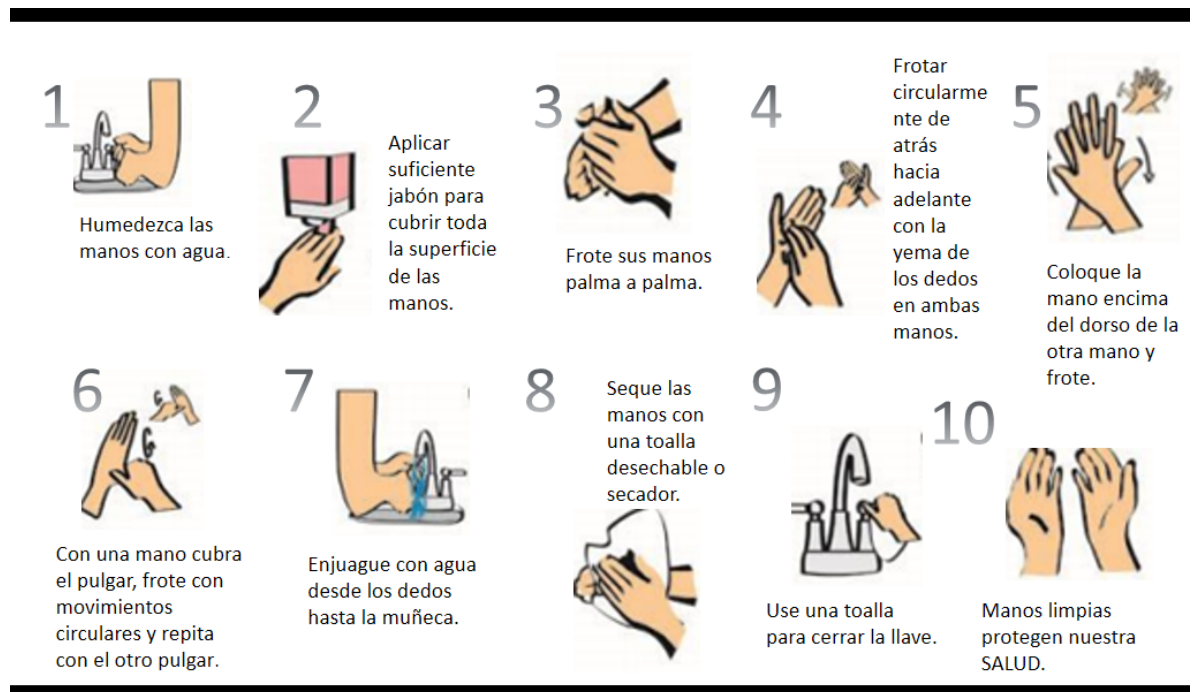 1
Humedezca las
manos con agua.
2
Aplicar
suficiente
jabón para
cubrir toda
la superficie
de las
manos.
3
Frote sus manos
palma a palma.
4
Frotar
circularme
nte de
atrás
hacia
adelante
con la
yema de
los dedos
en ambas
manos.
5
Coloque la
mano encima
del dorso de la
otra mano y
frote.
6
Con una mano cubra
el pulgar, frote con
movimientos
circulares y repita
con el otro pulgar.
7
Enjuague con agua
desde los dedos
hasta la muñeca.
8
Seque las
manos con
una toalla
desechable o
secador.
9
Use una toalla
para cerrar la llave.
10
Manos limpias
protegen nuestra
SALUD.